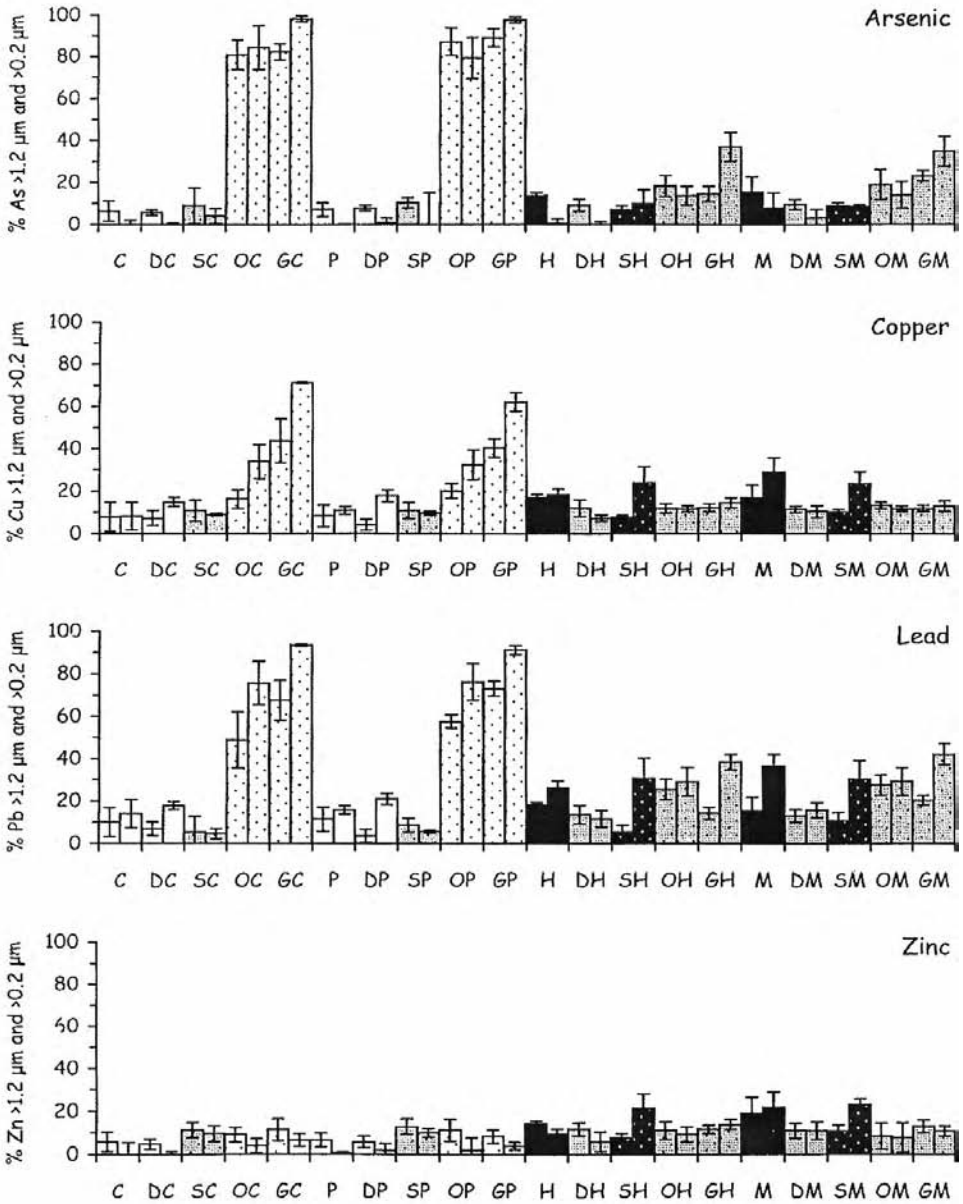 Arsenic
% As >1.2 µm and >0.2 µm
100
80
60
40
20
0
C DC SC OC GC P DP SP OP GP H DH SH OH GH M DM SM OM GM
Copper
% Cu >1.2 µm and >0.2 µm
100
80
60
40
20
0
C DC SC OC GC P DP SP OP GP H DH SH OH GH M DM SM OM GM
Lead
% Pb >1.2 µm and >0.2 µm
100
80
60
40
20
0
C DC SC OC GC P DP SP OP GP H DH SH OH GH M DM SM OM GM
Zinc
% Zn >1.2 µm and >0.2 µm
100
80
60
40
20
0
C DC SC OC GC P DP SP OP GP H DH SH OH GH M DM SM OM GM